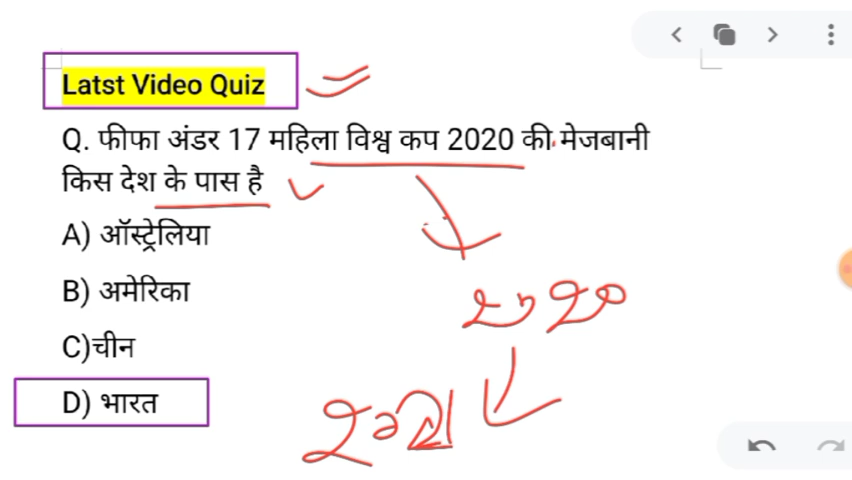 Latst Video Quiz
Q. फीफा अंडर 17 महिला विश्व कप 2020 की मेजबानी
किस देश के पास है
A) ऑस्ट्रेलिया
B) अमेरिका
C)चीन
D) भारत